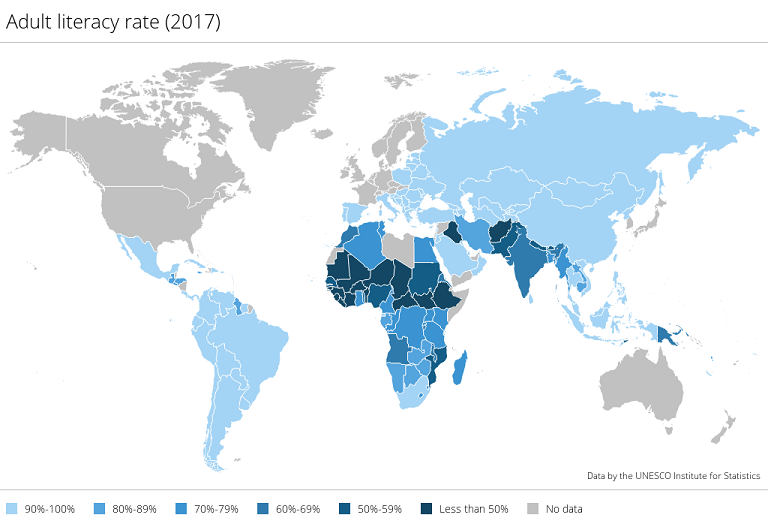 Adult literacy rate (2017)
Data by the UNESCO Institute for Statistics
90%-100% 80%-89% 70%-79% 60%-69% 50%-59% Less than 50% No data